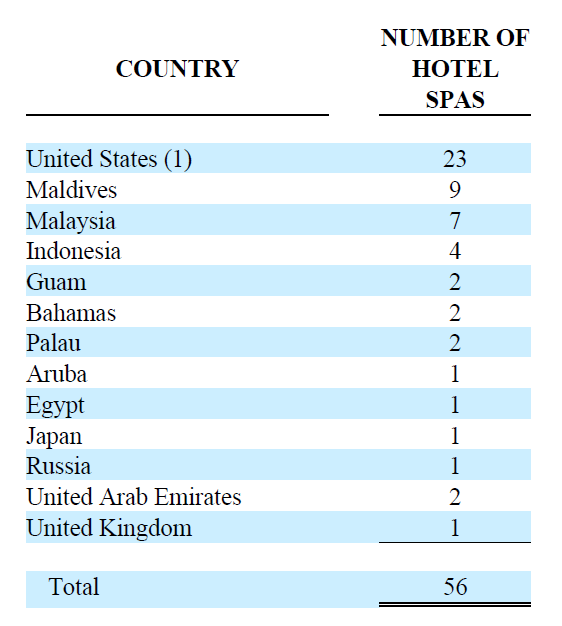 COUNTRY NUMBER OF HOTEL SPAS
United States (1) 23
Maldives 9
Malaysia 7
Indonesia 4
Guam 2
Bahamas 2
Palau 2
Aruba 1
Egypt 1
Japan 1
Russia 1
United Arab Emirates 2
United Kingdom 1
Total 56